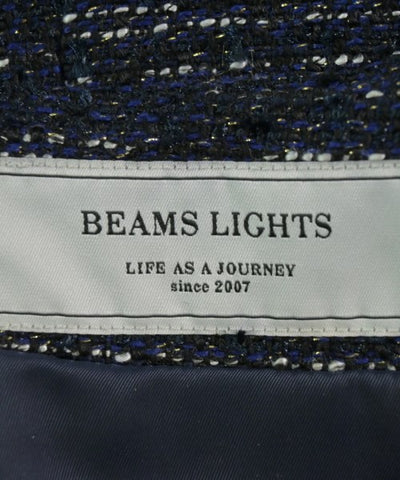 BEAMS LIGHTS
LIFE AS A JOURNEY
since 2007